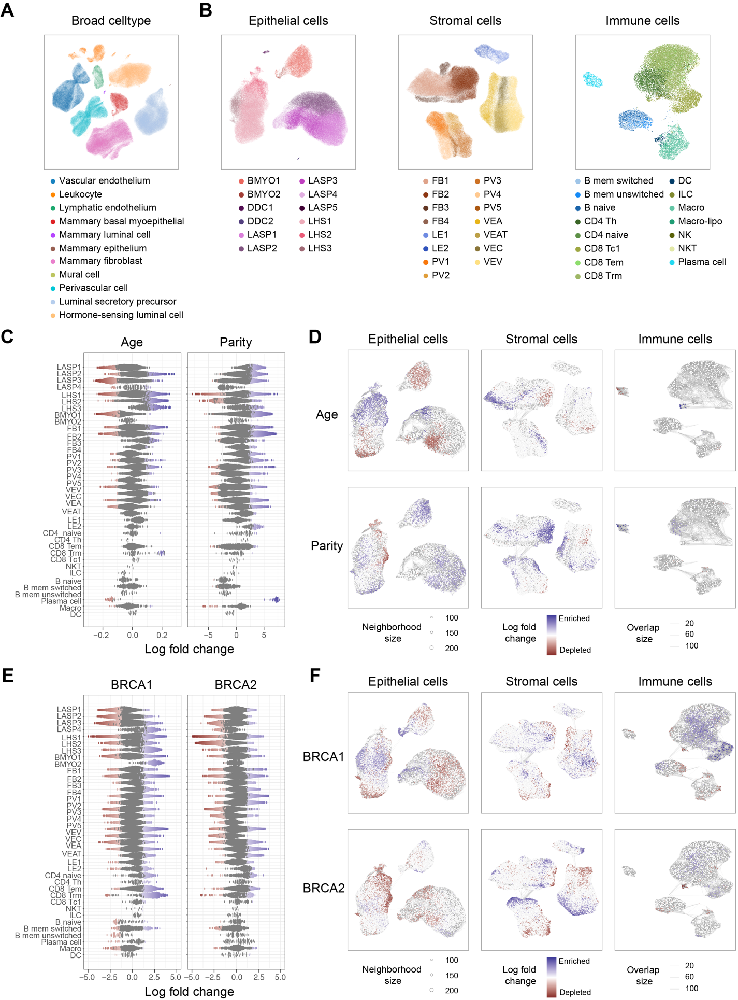 A
B
Broad celltype
Epithelial cells
Stromal cells
Immune cells
Vascular endothelium
Leukocyte
Lymphatic endothelium
Mammary basal myoepithelial
Mammary luminal cell
Mammary epithelium
Mammary fibroblast
Mural cell
Perivascular cell
Luminal secretory precursor
Hormone-sensing luminal cell
BMYO1
BMYO2
DDC1
DDC2
LASP1
LASP2
LASP3
LASP4
LASP5
LHS1
LHS2
LHS3
FB1
FB2
FB3
FB4
LE1
LE2
PV1
PV2
PV3
PV4
PV5
VEA
VEAT
VEC
VEV
B mem switched
B mem unswitched
B naive
CD4 Th
CD4 naive
CD8 Tc1
CD8 Tem
CD8 Trm
DC
ILC
Macro
Macro-lipo
NK
NKT
Plasma cell
C
Age
Parity
LASP1
LASP2
LASP3
LASP4
LHS1
LHS2
LHS3
BMYO1
BMYO2
FB1
FB2
FB3
FB4
PV1
PV2
PV3
PV4
PV5
VEV
VEC
VEA
VEAT
LE1
LE2
CD4 naive
CD4 Th
CD8 Tem
CD8 Trm
CD8 Tc1
NKT
ILC
B naive
B mem switched
B mem unswitched
Plasma cell
Macro
DC
−0.2 0.0 0.2
−5 0 5
Log fold change
D
Epithelial cells
Stromal cells
Immune cells
Age
Parity
Neighborhood size
100
150
200
Log fold change
Enriched
Depleted
Overlap size
20
60
100
E
BRCA1
BRCA2
LASP1
LASP2
LASP3
LASP4
LHS1
LHS2
LHS3
BMYO1
BMYO2
FB1
FB2
FB3
FB4
PV1
PV2
PV3
PV4
PV5
VEV
VEC
VEA
VEAT
LE1
LE2
CD4 naive
CD4 Th
CD8 Tem
CD8 Trm
CD8 Tc1
NKT
ILC
B naive
B mem switched
B mem unswitched
Plasma cell
Macro
DC
−5.0 −2.5 0.0 2.5 5.0
−5.0 −2.5 0.0 2.5 5.0
Log fold change
F
Epithelial cells
Stromal cells
Immune cells
BRCA1
BRCA2
Neighborhood size
100
150
200
Log fold change
Enriched
Depleted
Overlap size
20
60
100